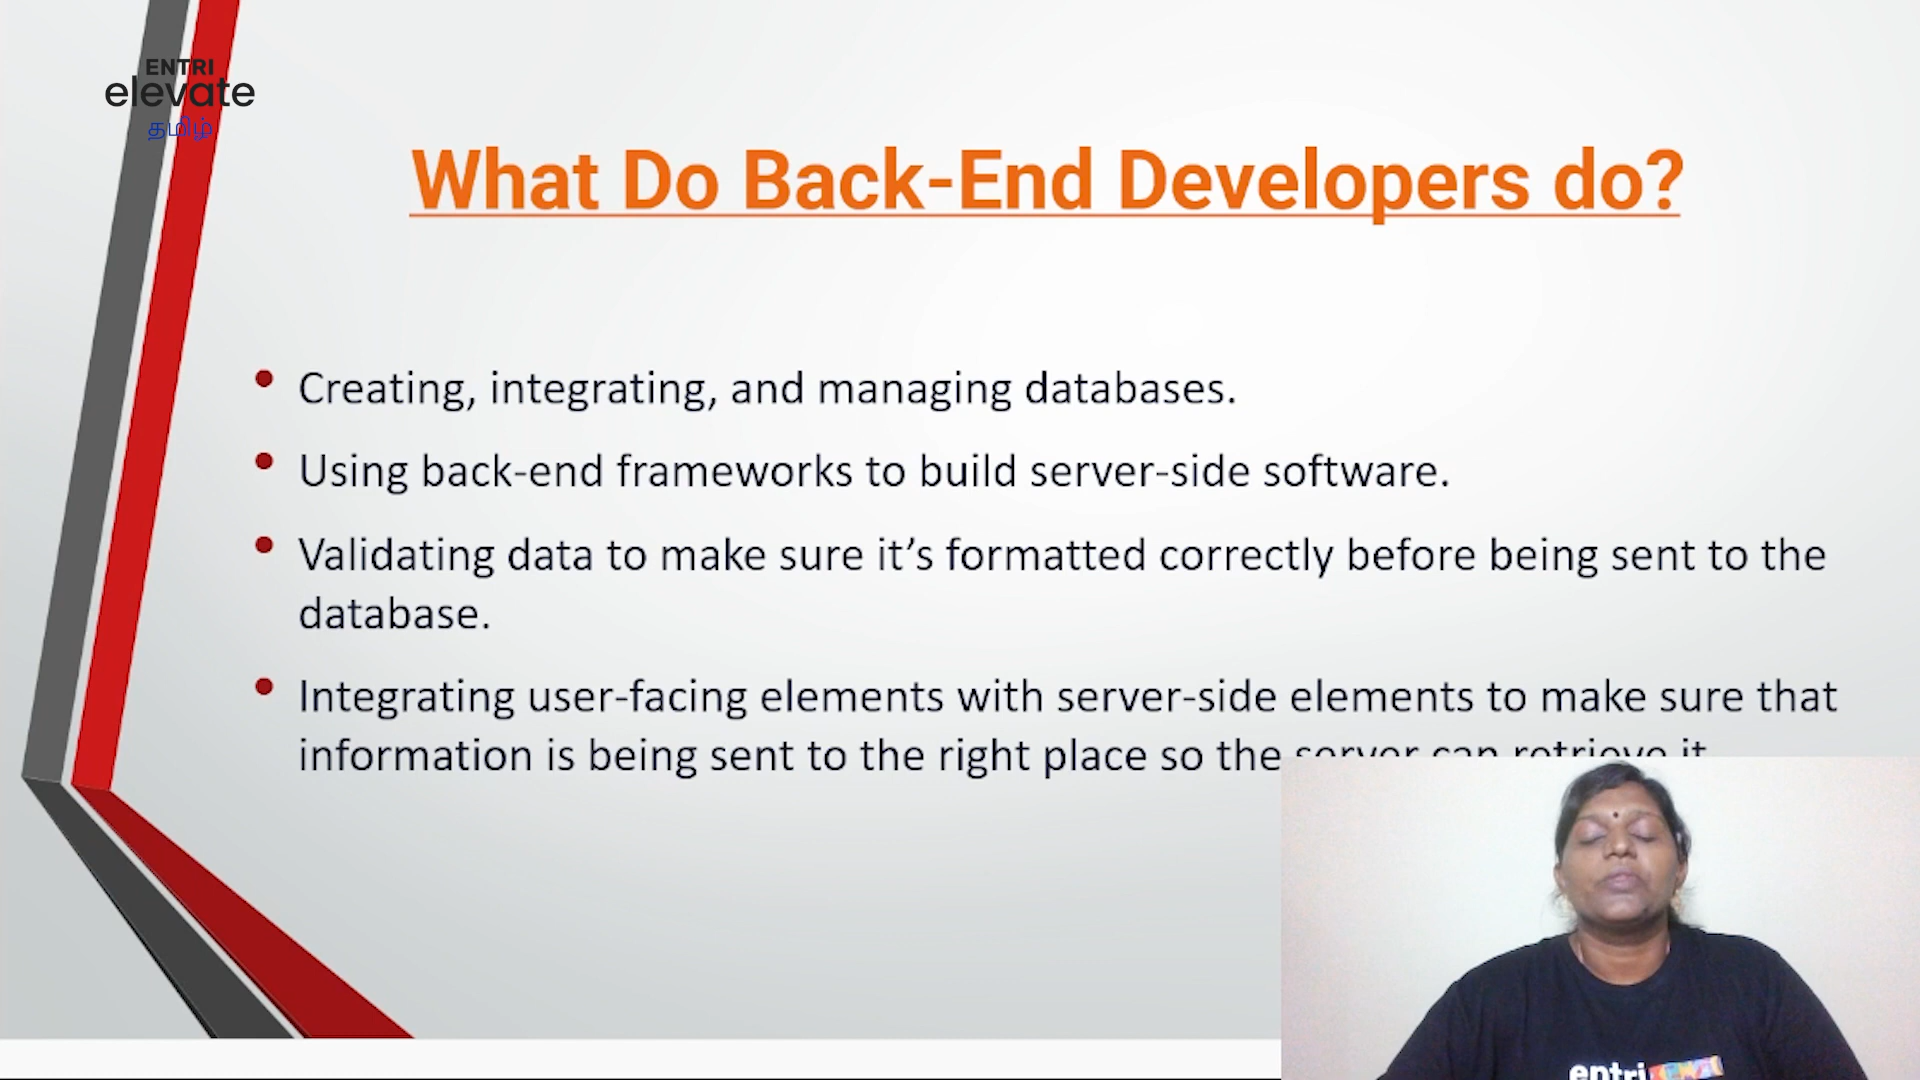 ENTRI
elevate
தமிழ்
What Do Back-End Developers do?
Creating, integrating, and managing databases.
Using back-end frameworks to build server-side software.
Validating data to make sure it’s formatted correctly before being sent to the
database.
Integrating user-facing elements with server-side elements to make sure that
information is being sent to the right place so the server can retrieve it
entri